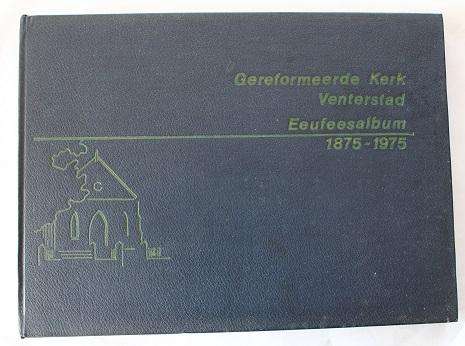 Gereformeerde Kerk
Venterstad
Eeufeesalbum
1875-1975